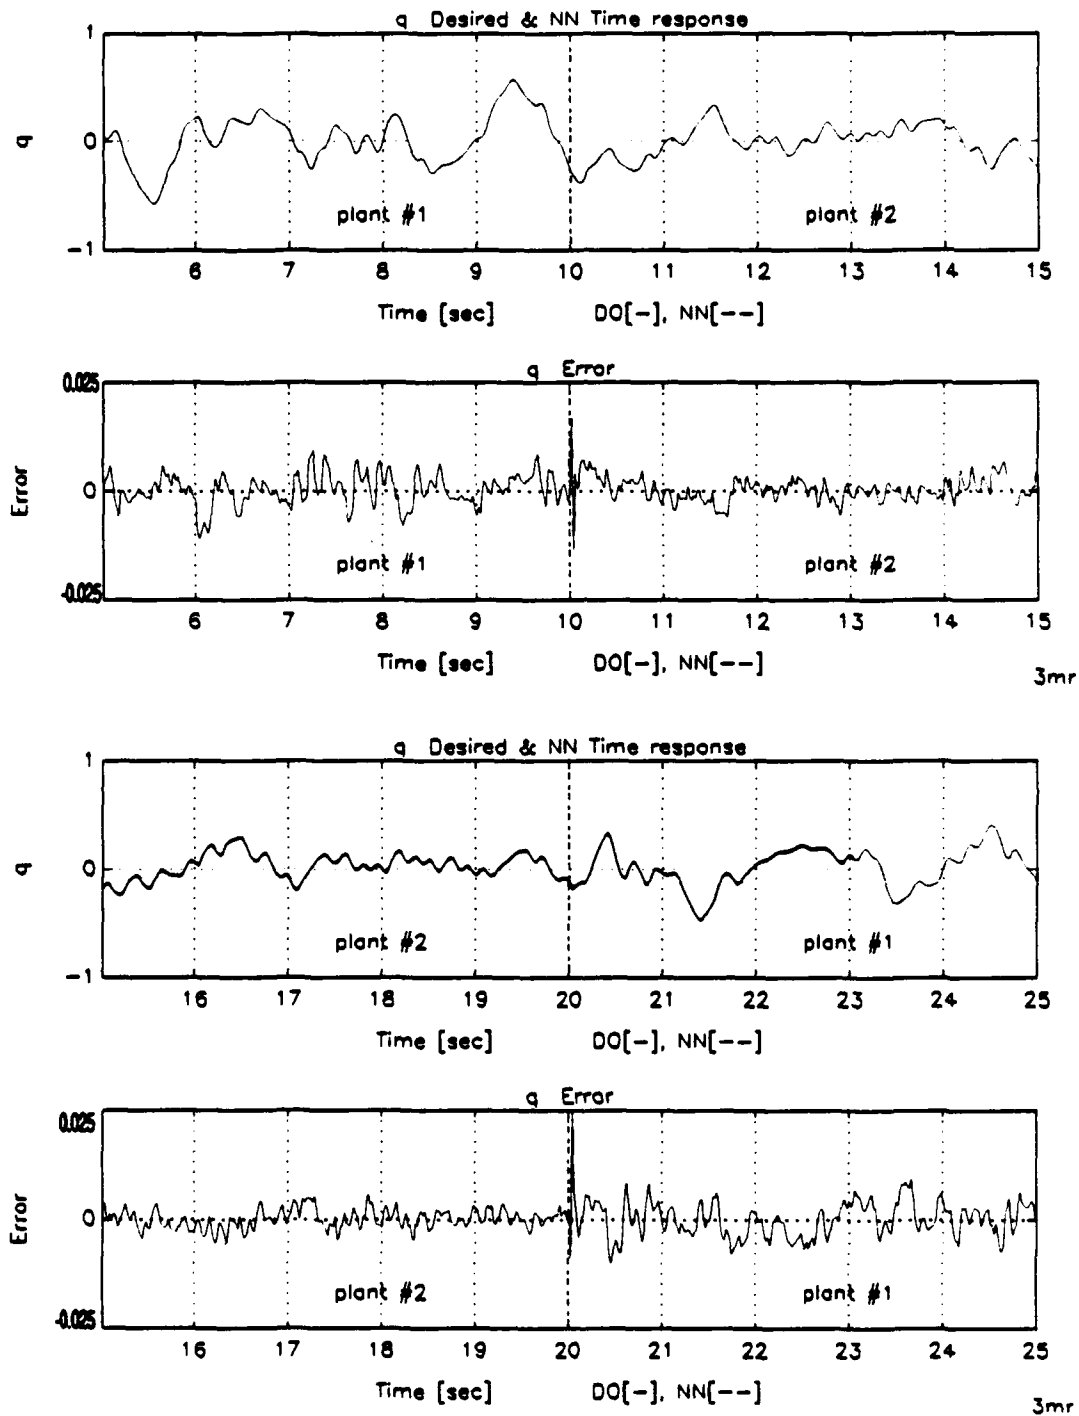 q Desired & NN Time response
1
q
0
-1
plant #1
plant #2
6 7 8 9 10 11 12 13 14 15
Time [sec] DO[-], NN[--]
q Error
0.025
Error
0
-0.025
plant #1
plant #2
6 7 8 9 10 11 12 13 14 15
Time [sec] DO[-], NN[--]
3mr
q Desired & NN Time response
1
q
0
-1
plant #2
plant #1
16 17 18 19 20 21 22 23 24 25
Time [sec] DO[-], NN[--]
q Error
0.025
Error
0
-0.025
plant #2
plant #1
16 17 18 19 20 21 22 23 24 25
Time [sec] DO[-], NN[--]
3mr